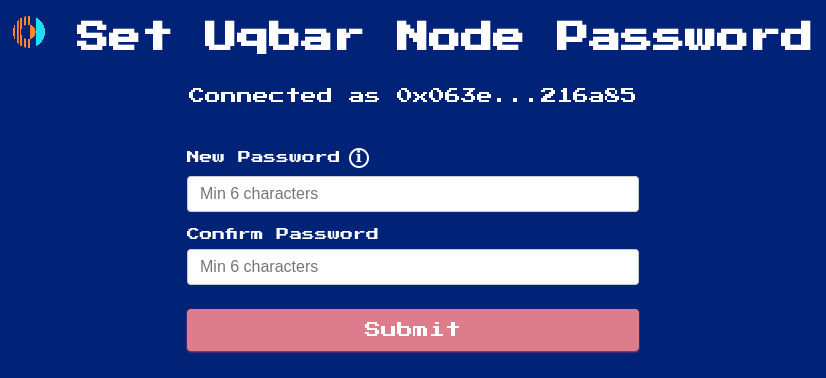 Set Uqbar Node Password
Connected as 0x063e...216a85
New Password i
Min 6 characters
Confirm Password
Min 6 characters
Submit